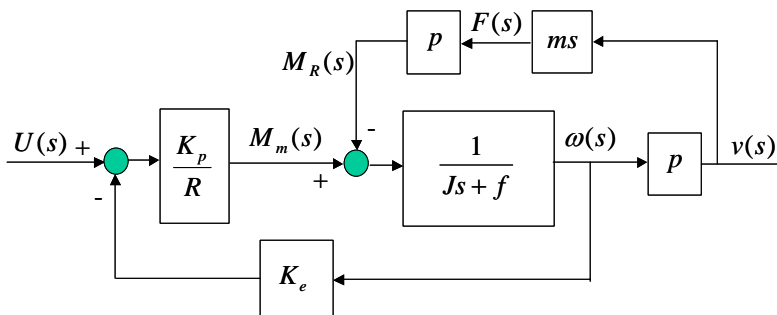 p
F(s)
ms
M_R(s)
U(s) +
K_p
R
M_m(s)
-
+
1
Js + f
ω(s)
p
v(s)
-
K_e